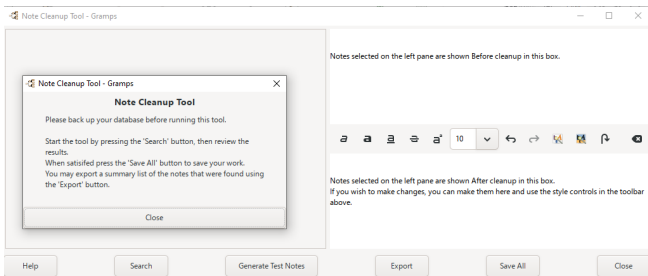 Note Cleanup Tool - Gramps
Notes selected on the left pane are shown Before cleanup in this box.
Note Cleanup Tool - Gramps
Note Cleanup Tool
Please back up your database before running this tool.
Start the tool by pressing the 'Search' button, then review the
results.
When satisifed press the 'Save All' button to save your work.
You may export a summary list of the notes that were found using
the 'Export' button.
Close
a a a a a 10
Notes selected on the left pane are shown After cleanup in this box.
If you wish to make changes, you can make them here and use the style controls in the toolbar
above.
Help Search Generate Test Notes Export Save All Close